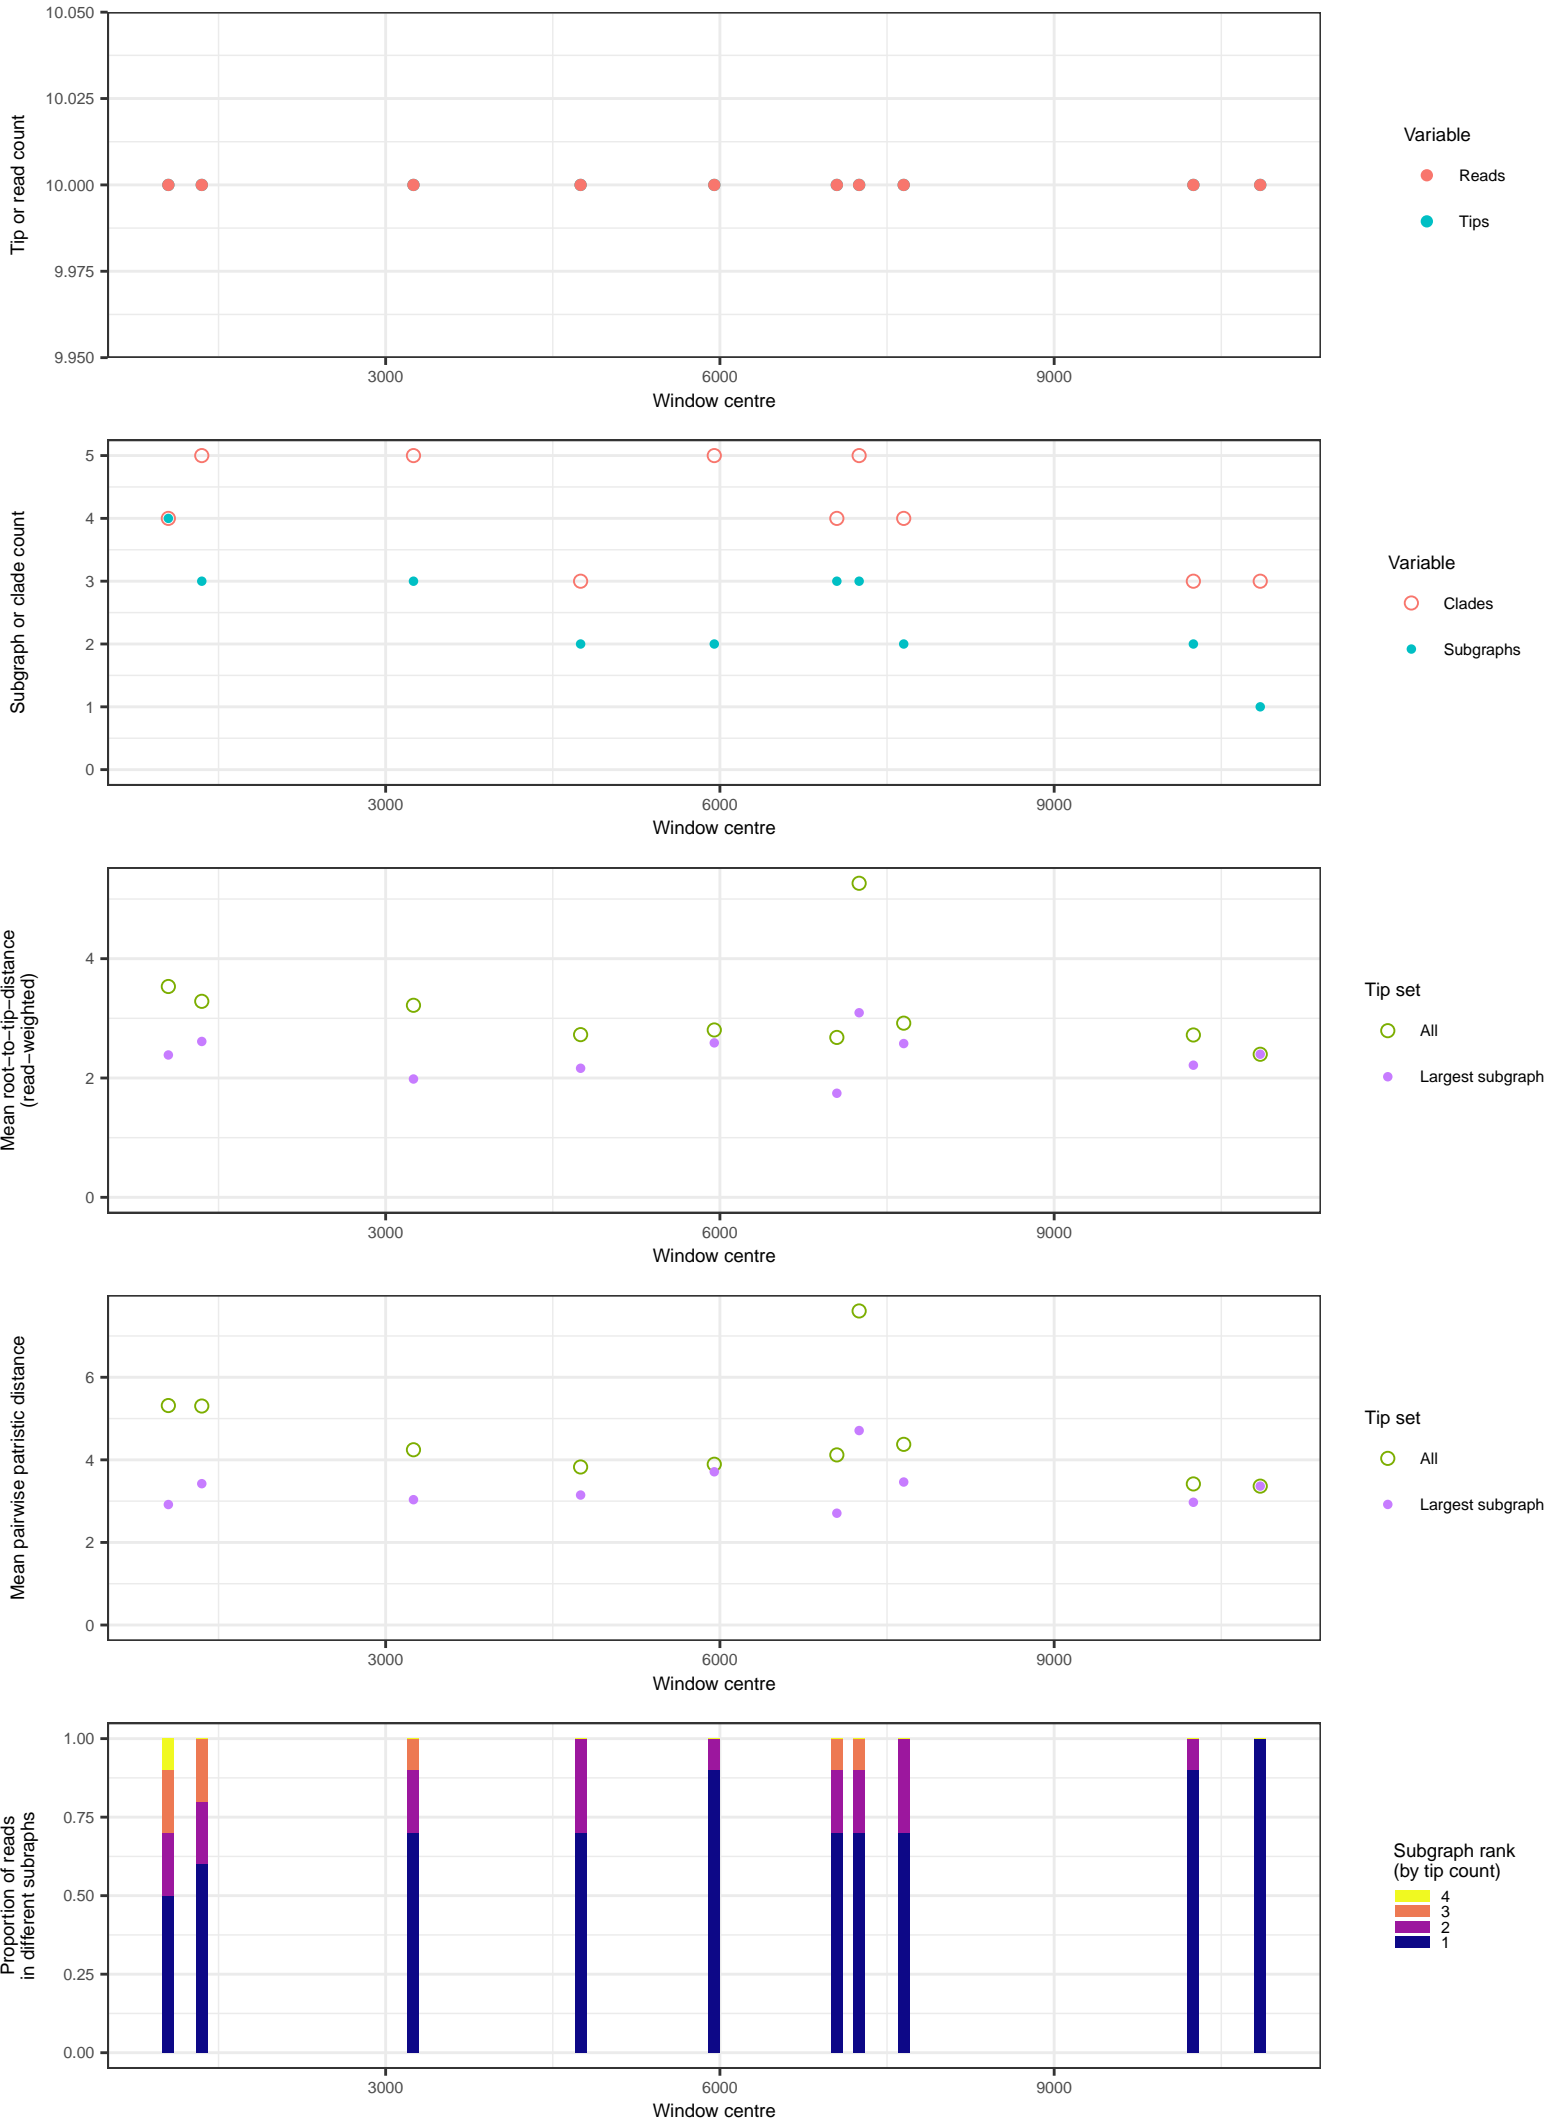 10.050
10.025
10.000
9.975
9.950
Tip or read count
3000
6000
9000
Window centre
Variable
Reads
Tips
5
4
3
2
1
0
Subgraph or clade count
3000
6000
9000
Window centre
Variable
Clades
Subgraphs
4
2
0
Mean root−to−tip−distance
(read−weighted)
3000
6000
9000
Window centre
Tip set
All
Largest subgraph
6
4
2
0
Mean pairwise patristic distance
3000
6000
9000
Window centre
Tip set
All
Largest subgraph
1.00
0.75
0.50
0.25
0.00
Proportion of reads
in different subraphs
3000
6000
9000
Window centre
Subgraph rank
(by tip count)
4
3
2
1